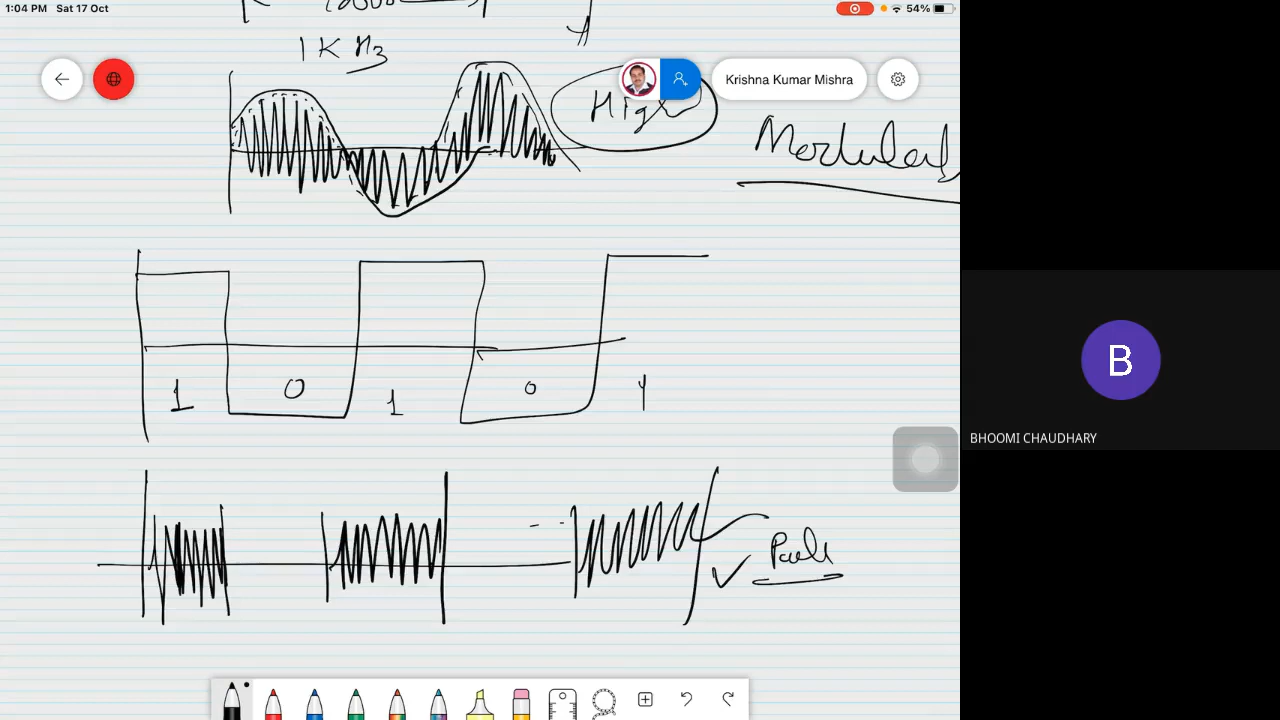 1:04 PM Sat 17 Oct
54%
1 KHz
Krishna Kumar Mishra
High
1 0 1 0 1
B
BHOOMI CHAUDHARY